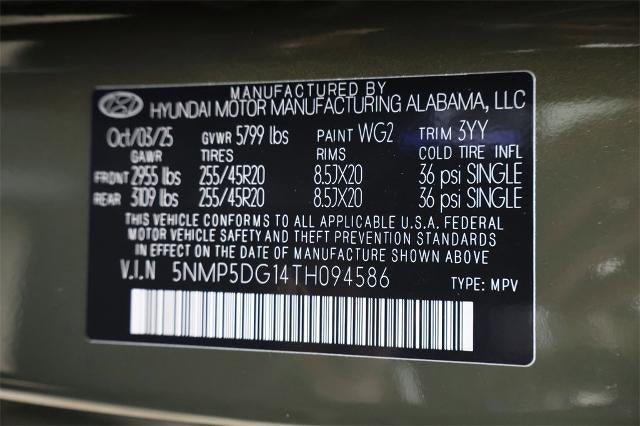 MANUFACTURED BY
HYUNDAI MOTOR MANUFACTURING ALABAMA, LLC
Oct/03/25 GVWR 5799 lbs PAINT WG2 TRIM 3YY
GAWR TIRES RIMS COLD TIRE INFL
FRONT 2955 lbs 255/45R20 8.5JX20 36 psi SINGLE
REAR 3109 lbs 255/45R20 8.5JX20 36 psi SINGLE
THIS VEHICLE CONFORMS TO ALL APPLICABLE U.S.A. FEDERAL
MOTOR VEHICLE SAFETY AND THEFT PREVENTION STANDARDS
IN EFFECT ON THE DATE OF MANUFACTURE SHOWN ABOVE
V.I.N 5NMP5DG14TH094586 TYPE: MPV